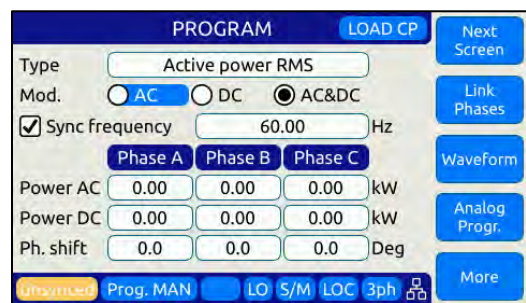 PROGRAM LOAD CP
Next Screen
Type Active power RMS
Mod. AC DC AC&DC
Link Phases
Sync frequency 60.00 Hz
Phase A Phase B Phase C
Waveform
Power AC 0.00 0.00 0.00 kW
Power DC 0.00 0.00 0.00 kW
Analog Progr.
Ph. shift 0.0 0.0 0.0 Deg
More
Unsynced Prog. MAN LO S/M LOC 3ph